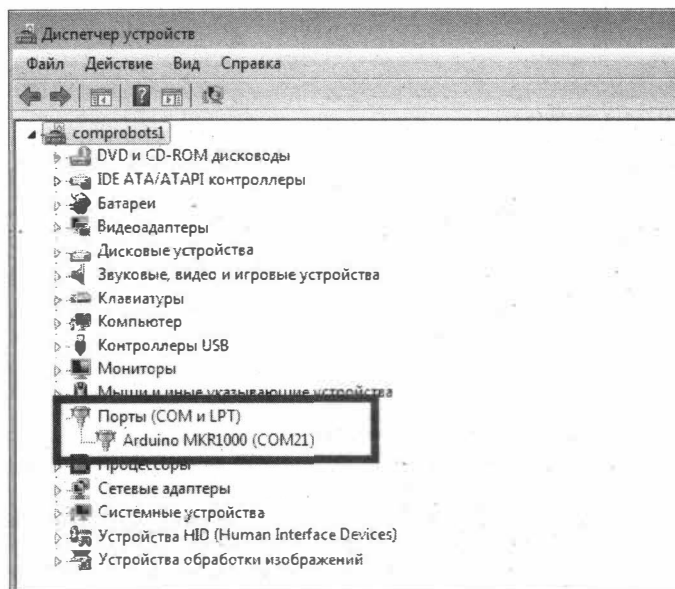 Диспетчер устройств
Файл Действие Вид Справка
comprobots1
DVD и CD-ROM дисководы
IDE ATA/ATAPI контроллеры
Батареи
Видеоадаптеры
Дисковые устройства
Звуковые, видео и игровые устройства
Клавиатуры
Компьютер
Контроллеры USB
Мониторы
Мыши и иные указывающие устройства
Порты (COM и LPT)
Arduino MKR1000 (COM21)
Процессоры
Сетевые адаптеры
Системные устройства
Устройства HID (Human Interface Devices)
Устройства обработки изображений